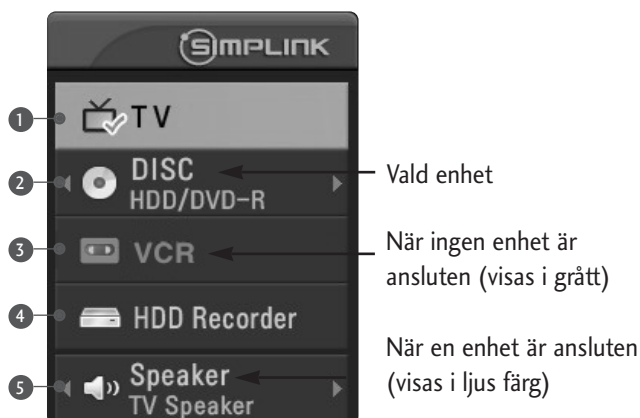 SIMPLINK
1 TV
2 DISC
HDD/DVD-R
Vald enhet
3 VCR
När ingen enhet är
ansluten (visas i grått)
4 HDD Recorder
5 Speaker
TV Speaker
När en enhet är ansluten
(visas i ljus färg)